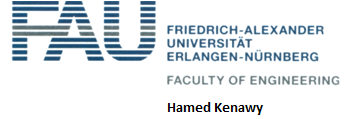 FAU
FRIEDRICH-ALEXANDER
UNIVERSITÄT
ERLANGEN-NÜRNBERG
FACULTY OF ENGINEERING
Hamed Kenawy